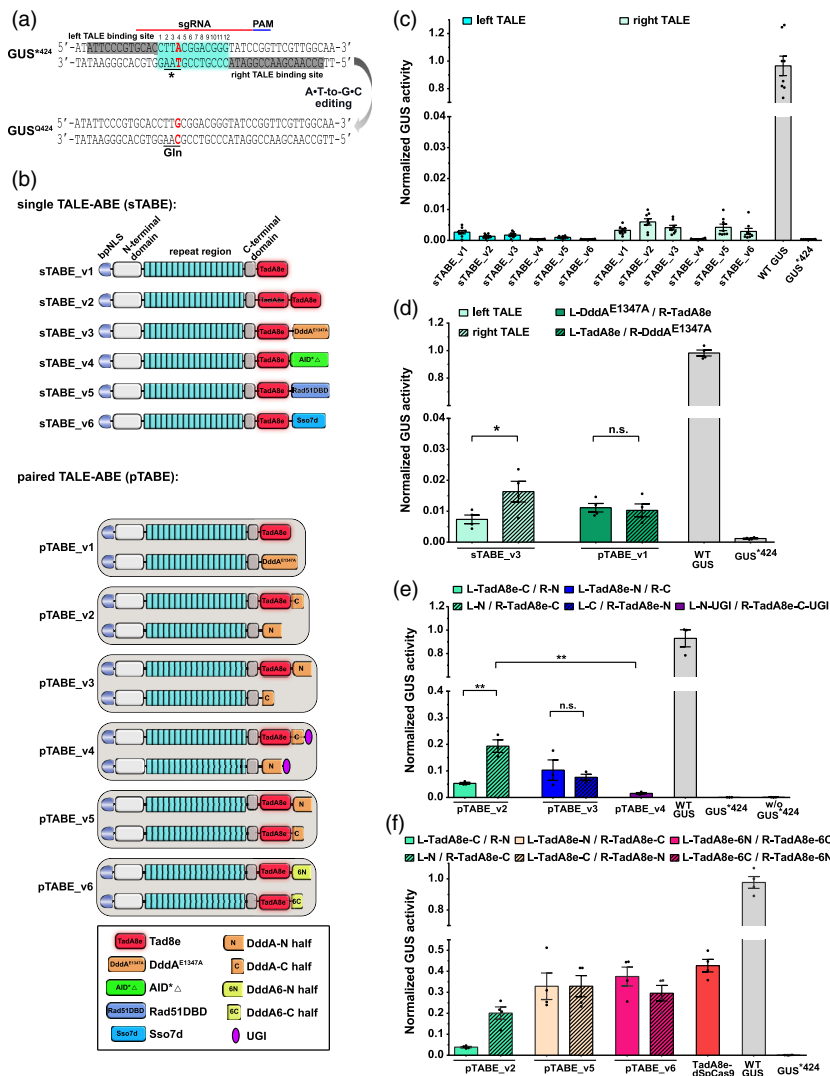 (a)
sgRNA
PAM
left TALE binding site
1 2 3 4 5 6 7 8 9 10 11 12
GUS*424
5'-ATATTCCGTGCACCTTACGGACGGGTATCCGGTTCGTTGGCAA-3'
3'-TATAAGGGCACGTGGAATGCCTGCCCATAGGCCAAGCAACCGTT-5'
*
right TALE binding site
A•T-to-G•C
editing
GUSQ424
5'-ATATTCCGTGCACCTTGCGGACGGGTATCCGGTTCGTTGGCAA-3'
3'-TATAAGGGCACGTGGAACGCCTGCCCATAGGCCAAGCAACCGTT-5'
Gln
(b)
single TALE-ABE (sTABE):
bpNLS
N-terminal domain
repeat region
C-terminal domain
sTABE_v1
TadA8e
sTABE_v2
TadA8e
TadA8e
sTABE_v3
TadA8e
DddAE1347A
sTABE_v4
TadA8e
AID*△
sTABE_v5
TadA8e
Rad51DBD
sTABE_v6
TadA8e
Sso7d
paired TALE-ABE (pTABE):
pTABE_v1
TadA8e
DddAE1347A
pTABE_v2
TadA8e
C
N
pTABE_v3
TadA8e
N
C
pTABE_v4
TadA8e
C
N
pTABE_v5
TadA8e
N
TadA8e
C
pTABE_v6
TadA8e
6N
TadA8e
6C
TadA8e
Tad8e
N
DddA-N half
DddAE1347A
DddAE1347A
C
DddA-C half
AID*△
AID*△
6N
DddA6-N half
Rad51DBD
Rad51DBD
6C
DddA6-C half
Sso7d
Sso7d
UGI
(c)
left TALE
right TALE
Normalized GUS activity
1.2
1.0
0.8
0.015
0.010
0.005
0.000
sTABE_v1
sTABE_v2
sTABE_v3
sTABE_v4
sTABE_v5
sTABE_v6
sTABE_v1
sTABE_v2
sTABE_v3
sTABE_v4
sTABE_v5
sTABE_v6
WT GUS
GUS*424
(d)
left TALE
L-DddAE1347A / R-TadA8e
right TALE
L-TadA8e / R-DddAE1347A
Normalized GUS activity
1.2
1.0
0.8
0.04
0.03
0.02
0.01
0.00
*
n.s.
sTABE_v3
pTABE_v1
WT
GUS
GUS*424
(e)
L-TadA8e-C / R-N
L-TadA8e-N / R-C
L-N / R-TadA8e-C
L-C / R-TadA8e-N
L-N-UGI / R-TadA8e-C-UGI
Normalized GUS activity
1.2
1.0
0.8
0.6
0.4
0.3
0.2
0.1
0.0
**
**
n.s.
pTABE_v2
pTABE_v3
pTABE_v4
WT
GUS
GUS*424
w/o
GUS*424
(f)
L-TadA8e-C / R-N
L-TadA8e-N / R-TadA8e-C
L-TadA8e-6N / R-TadA8e-6C
L-N / R-TadA8e-C
L-TadA8e-C / R-TadA8e-N
L-TadA8e-6C / R-TadA8e-6N
Normalized GUS activity
1.2
1.0
0.8
0.6
0.5
0.4
0.3
0.2
0.1
0.0
pTABE_v2
pTABE_v5
pTABE_v6
TadA8e-
dSpCas9
WT
GUS
GUS*424